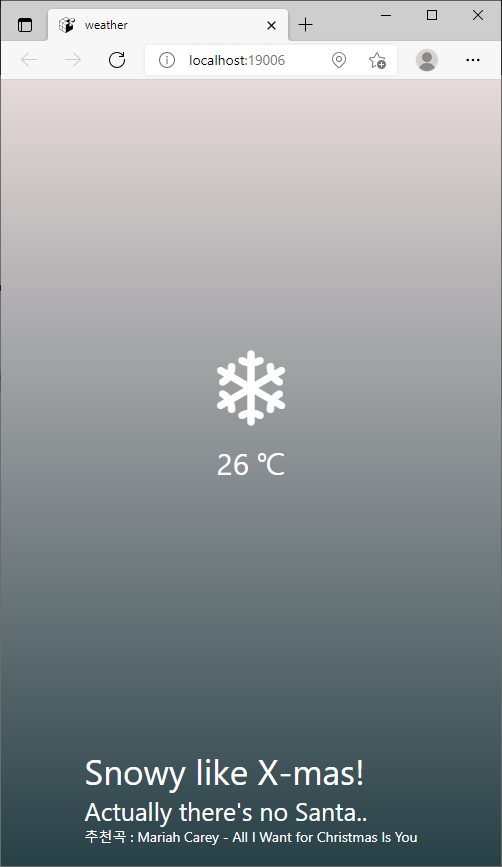 weather
localhost:19006
26 ℃
Snowy like X-mas!
Actually there's no Santa..
추천곡 : Mariah Carey - All I Want for Christmas Is You